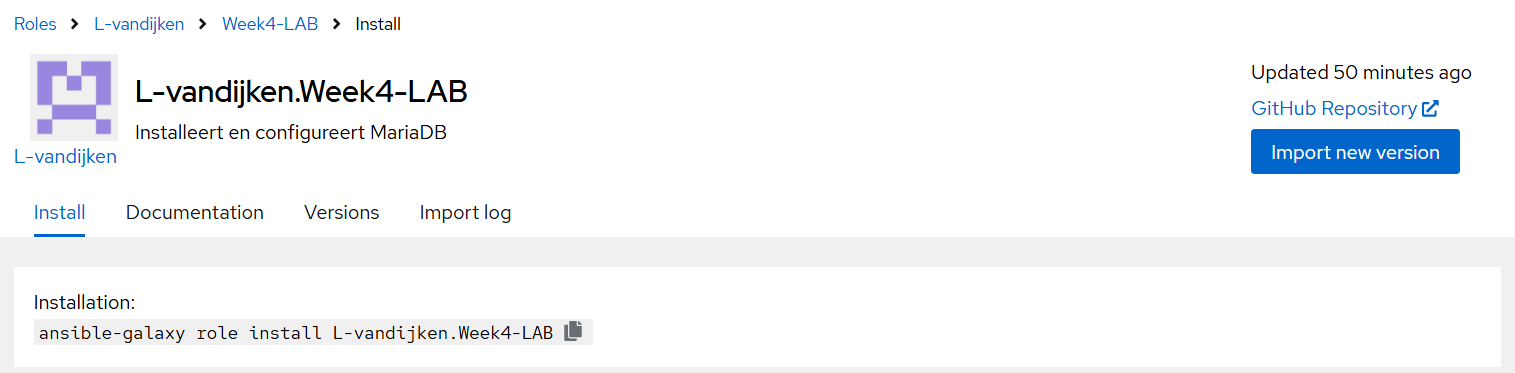 Roles > L-vandijken > Week4-LAB > Install
L-vandijken.Week4-LAB
Installeert en configureert MariaDB
L-vandijken
Updated 50 minutes ago
GitHub Repository
Import new version
Install Documentation Versions Import log
Installation:
ansible-galaxy role install L-vandijken.Week4-LAB